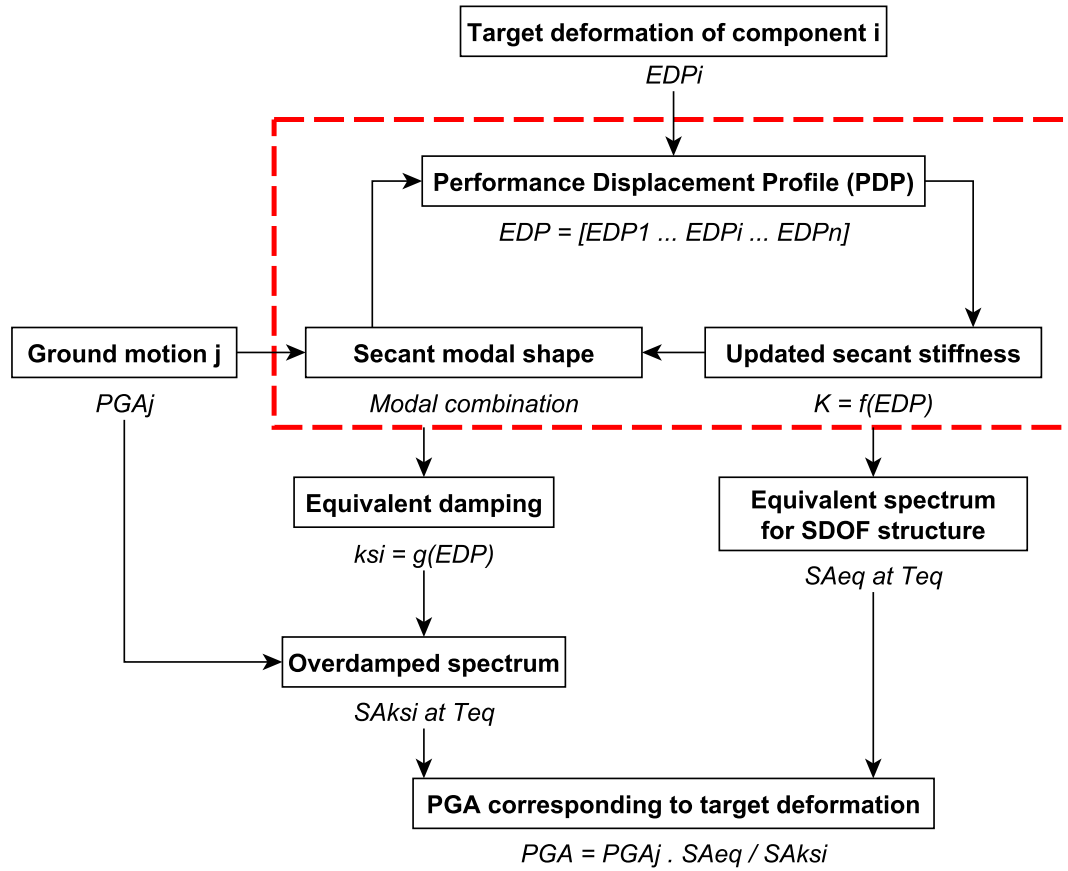 Target deformation of component i
EDPi
Performance Displacement Profile (PDP)
EDP = [EDP1 ... EDPi ... EDPn]
Ground motion j
PGAj
Secant modal shape
Modal combination
Updated secant stiffness
K = f(EDP)
Equivalent damping
ksi = g(EDP)
Equivalent spectrum
for SDOF structure
SAeq at Teq
Overdamped spectrum
SAksi at Teq
PGA corresponding to target deformation
PGA = PGAj . SAeq / SAksi